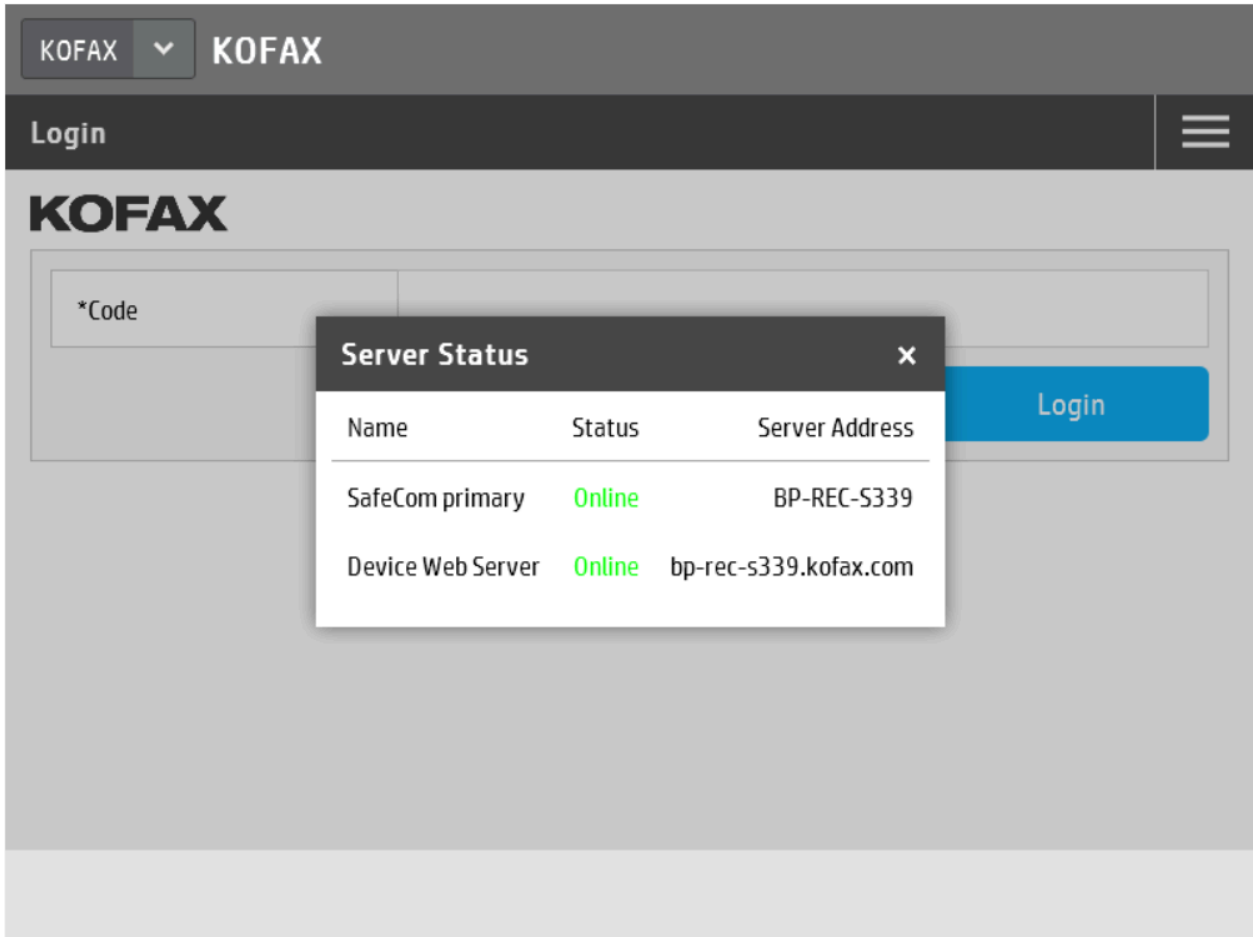 KOFAX KOFAX
Login
KOFAX
*Code
Server Status ×
Login
Name Status Server Address
SafeCom primary Online BP-REC-S339
Device Web Server Online bp-rec-s339.kofax.com